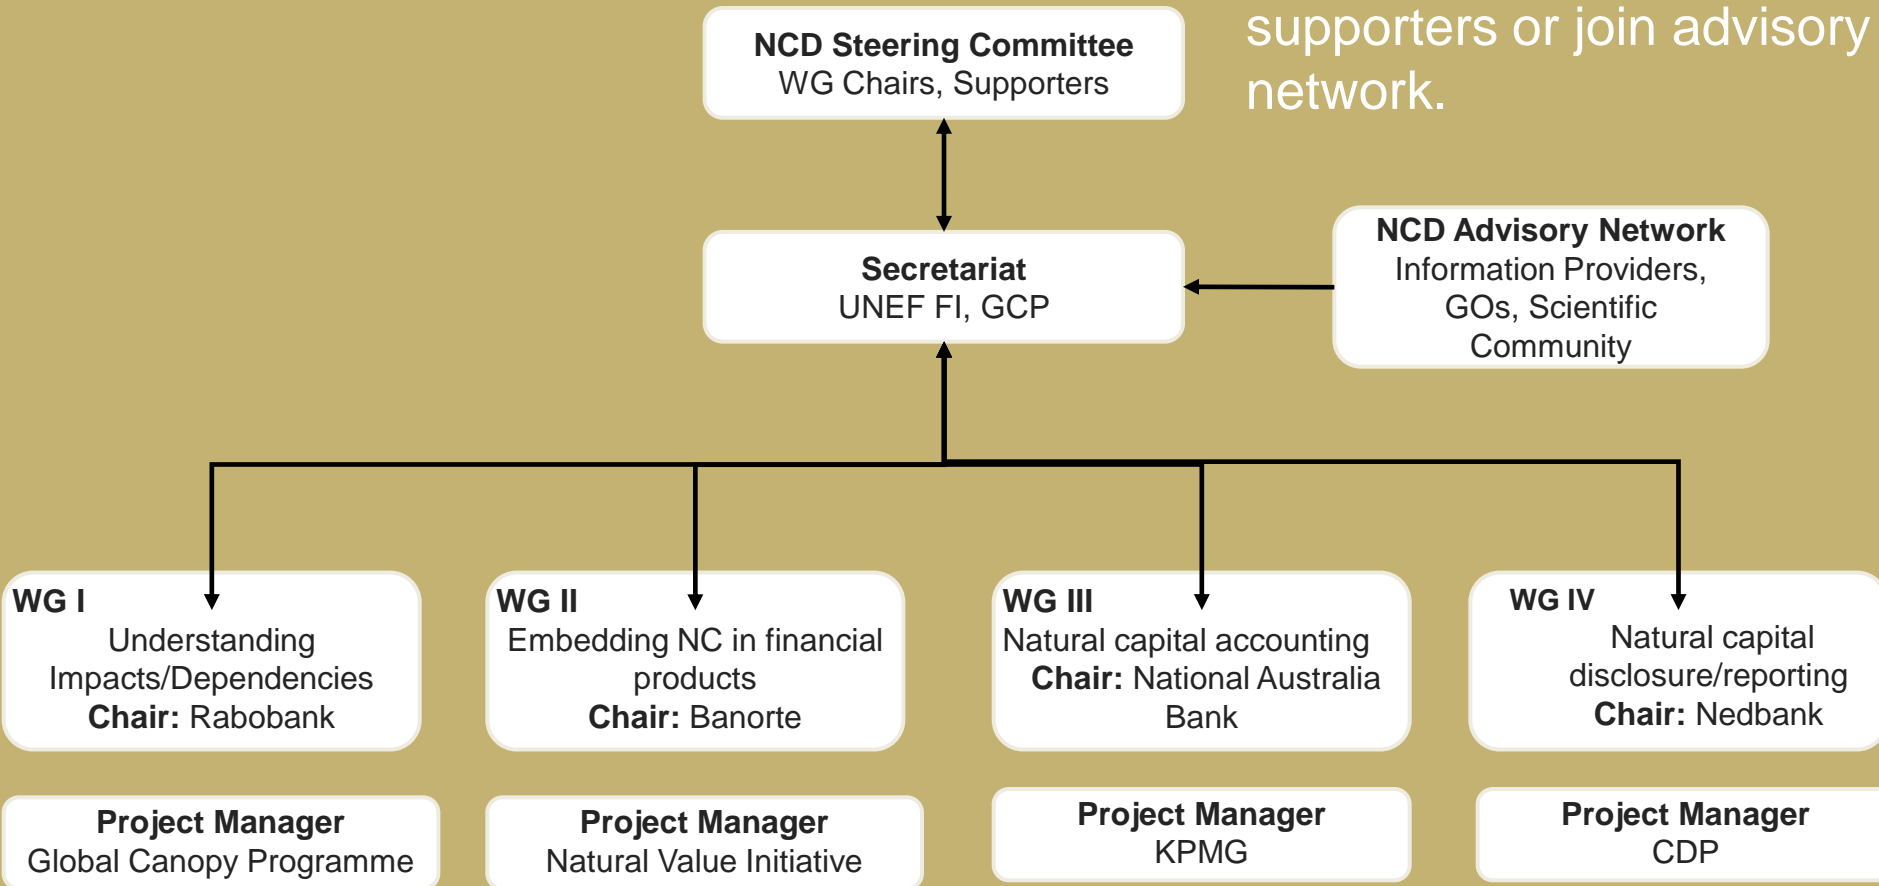 supporters or join advisory
network.
NCD Steering Committee
WG Chairs, Supporters
Secretariat
UNEF FI, GCP
NCD Advisory Network
Information Providers,
GOs, Scientific
Community
WG I
Understanding
Impacts/Dependencies
Chair: Rabobank
WG II
Embedding NC in financial
products
Chair: Banorte
WG III
Natural capital accounting
Chair: National Australia
Bank
WG IV
Natural capital
disclosure/reporting
Chair: Nedbank
Project Manager
Global Canopy Programme
Project Manager
Natural Value Initiative
Project Manager
KPMG
Project Manager
CDP